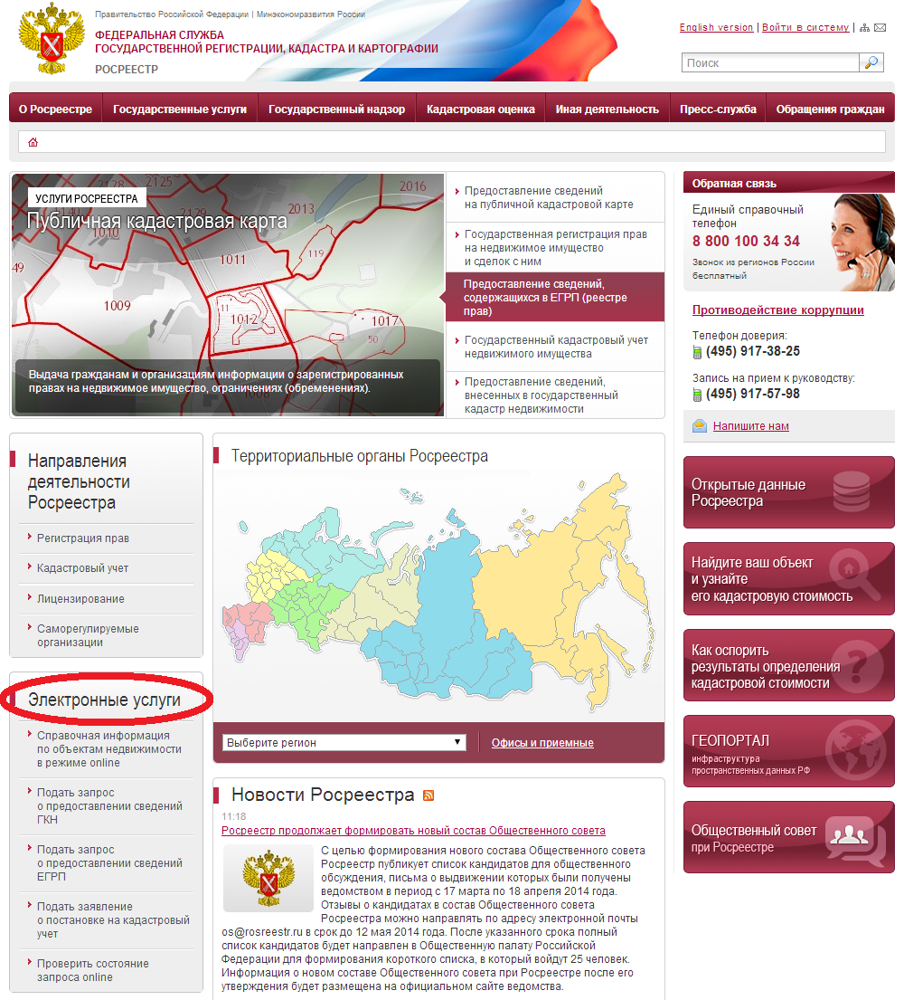 Правительство Российской Федерации | Минэкономразвития России
ФЕДЕРАЛЬНАЯ СЛУЖБА
ГОСУДАРСТВЕННОЙ РЕГИСТРАЦИИ, КАДАСТРА И КАРТОГРАФИИ
РОСРЕЕСТР
English version | Войти в систему |
Поиск
О Росреестре
Государственные услуги
Государственный надзор
Кадастровая оценка
Иная деятельность
Пресс-служба
Обращения граждан
УСЛУГИ РОСРЕЕСТРА
Публичная кадастровая карта
2128
2125
2129
2013
2016
1010
1011
119
49
1009
11
1012
1017
50
1008
Выдача гражданам и организациям информации о зарегистрированных
правах на недвижимое имущество, ограничениях (обременениях).
Предоставление сведений
на публичной кадастровой карте
Государственная регистрация прав
на недвижимое имущество
и сделок с ним
Предоставление сведений,
содержащихся в ЕГРП (реестре
прав)
Государственный кадастровый учет
недвижимого имущества
Предоставление сведений,
внесенных в государственный
кадастр недвижимости
Обратная связь
Единый справочный
телефон
8 800 100 34 34
Звонок из регионов России
бесплатный
Противодействие коррупции
Телефон доверия:
(495) 917-38-25
Запись на прием к руководству:
(495) 917-57-98
Напишите нам
Направления
деятельности
Росреестра
Регистрация прав
Кадастровый учет
Лицензирование
Саморегулируемые
организации
Электронные услуги
Справочная информация
по объектам недвижимости
в режиме online
Подать запрос
о предоставлении сведений
ГКН
Подать запрос
о предоставлении сведений
ЕГРП
Подать заявление
о постановке на кадастровый
учет
Проверить состояние
запроса online
Территориальные органы Росреестра
Выберите регион
Офисы и приемные
Новости Росреестра
11:18
Росреестр продолжает формировать новый состав Общественного совета
С целью формирования нового состава Общественного совета
Росреестр публикует список кандидатов для общественного
обсуждения, письма о выдвижении которых были получены
ведомством в период с 17 марта по 18 апреля 2014 года.
Отзывы о кандидатах в состав Общественного совета
Росреестра можно направлять по адресу электронной почты
os@rosreestr.ru в срок до 12 мая 2014 года. После указанного срока полный
список кандидатов будет направлен в Общественную палату Российской
Федерации для формирования короткого списка, в который войдут 25 человек.
Информация о новом составе Общественного совета при Росреестре после его
утверждения будет размещена на официальном сайте ведомства.
Открытые данные
Росреестра
Найдите ваш объект
и узнайте
его кадастровую стоимость
Как оспорить
результаты определения
кадастровой стоимости
ГЕОПОРТАЛ
инфраструктура
пространственных данных РФ
Общественный совет
при Росреестре